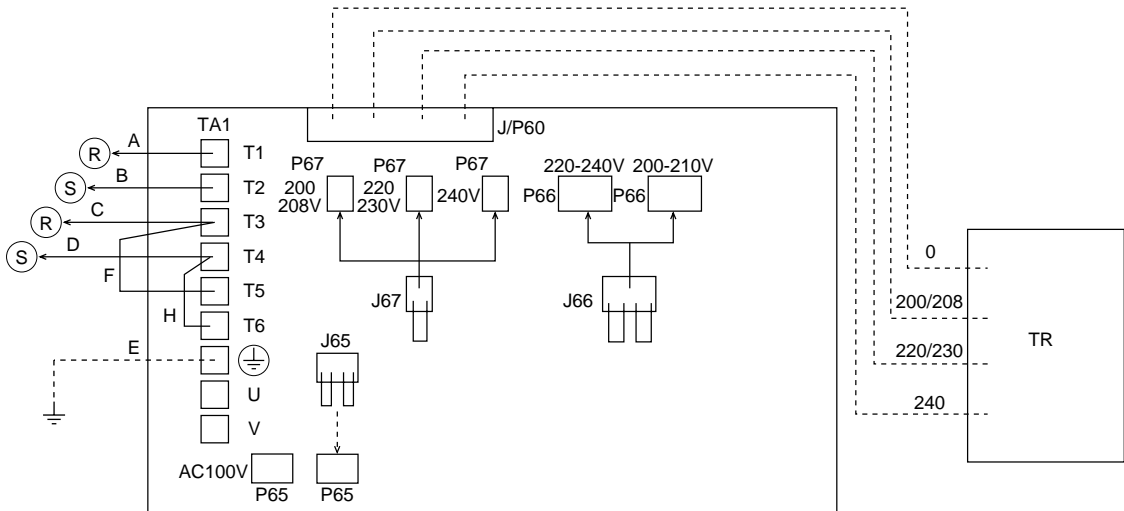 J/P60
TA1
R A T1
S B T2
R C T3
S D T4
F T5
H T6
E
U
V
P67 P67 P67
200
208V
220
230V
240V
220-240V 200-210V
P66 P66
J67
J66
J65
AC100V
P65 P65
0
200/208
220/230
240
TR